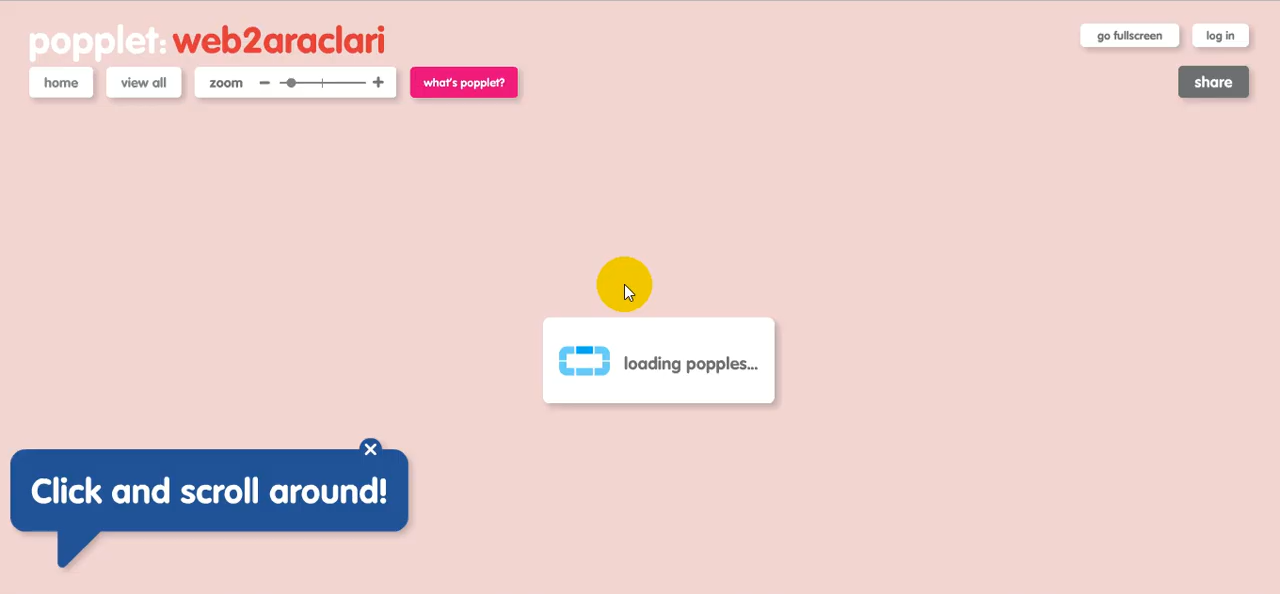 popplet: web2araclari
go fullscreen
log in
home
view all
zoom
what's popplet?
share
loading popples...
Click and scroll around!